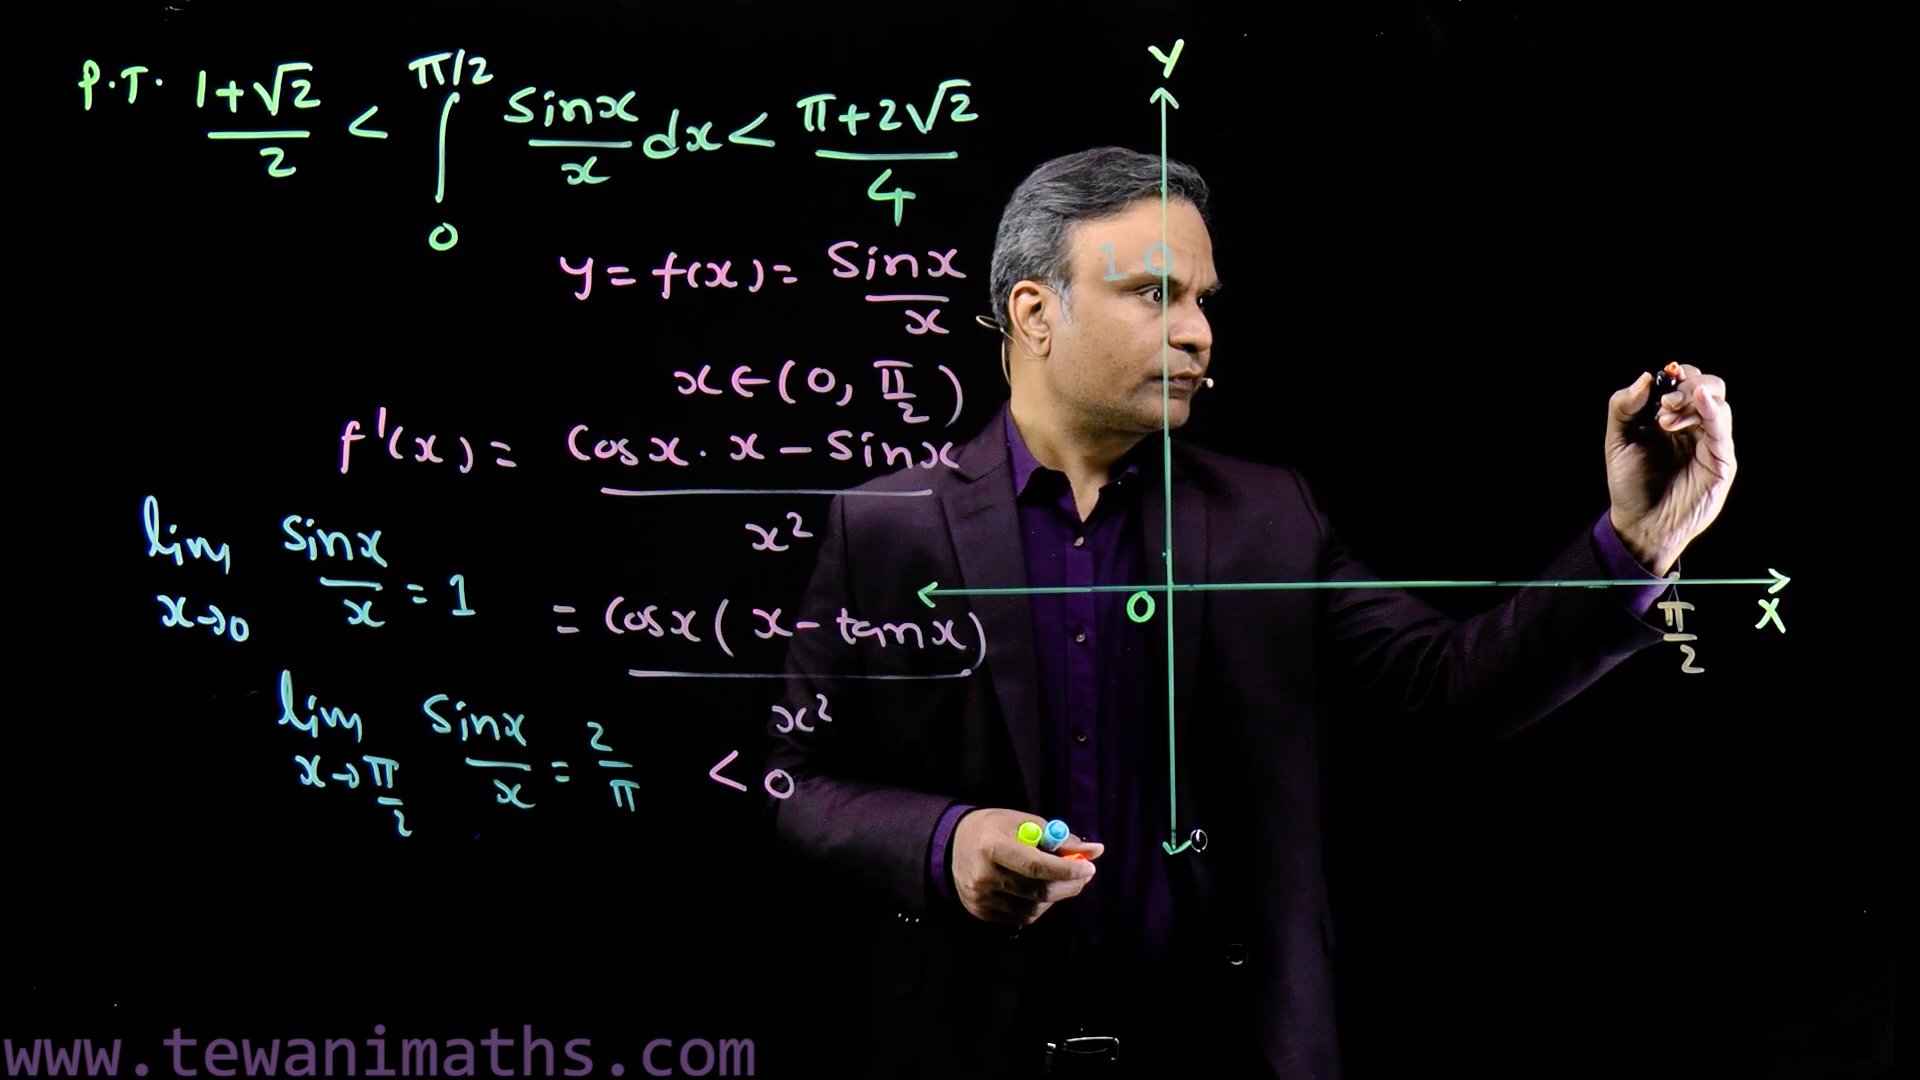 P.T. 1+√2/2 < ∫₀^π/2 Sinx/x dx < π+2√2/4
y = f(x) = Sinx/x
x∈(0, π/2)
f'(x) = Cosx·x − Sinx/x²
lim x→0 Sinx/x = 1
= Cosx(x − tanx)/x²
lim x→π/2 Sinx/x = 2/π
< 0
Y
1
O
X
π/2
www.tewanimaths.com